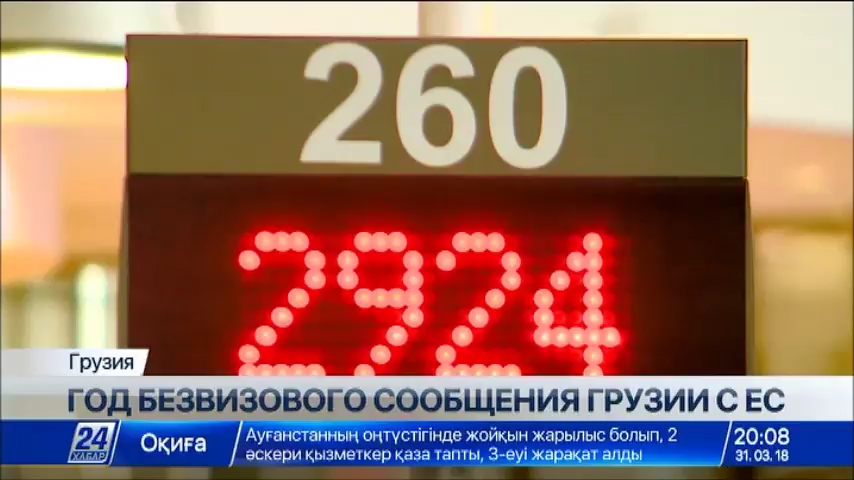 260
2924
Грузия
ГОД БЕЗВИЗОВОГО СООБЩЕНИЯ ГРУЗИИ С ЕС
24
ХАБАР
Оқиға
Ауғанстанның оңтүстігінде жойқын жарылыс болып, 2
әскери қызметкер қаза тапты, 3-еуі жарақат алды
20:08
31.03.18